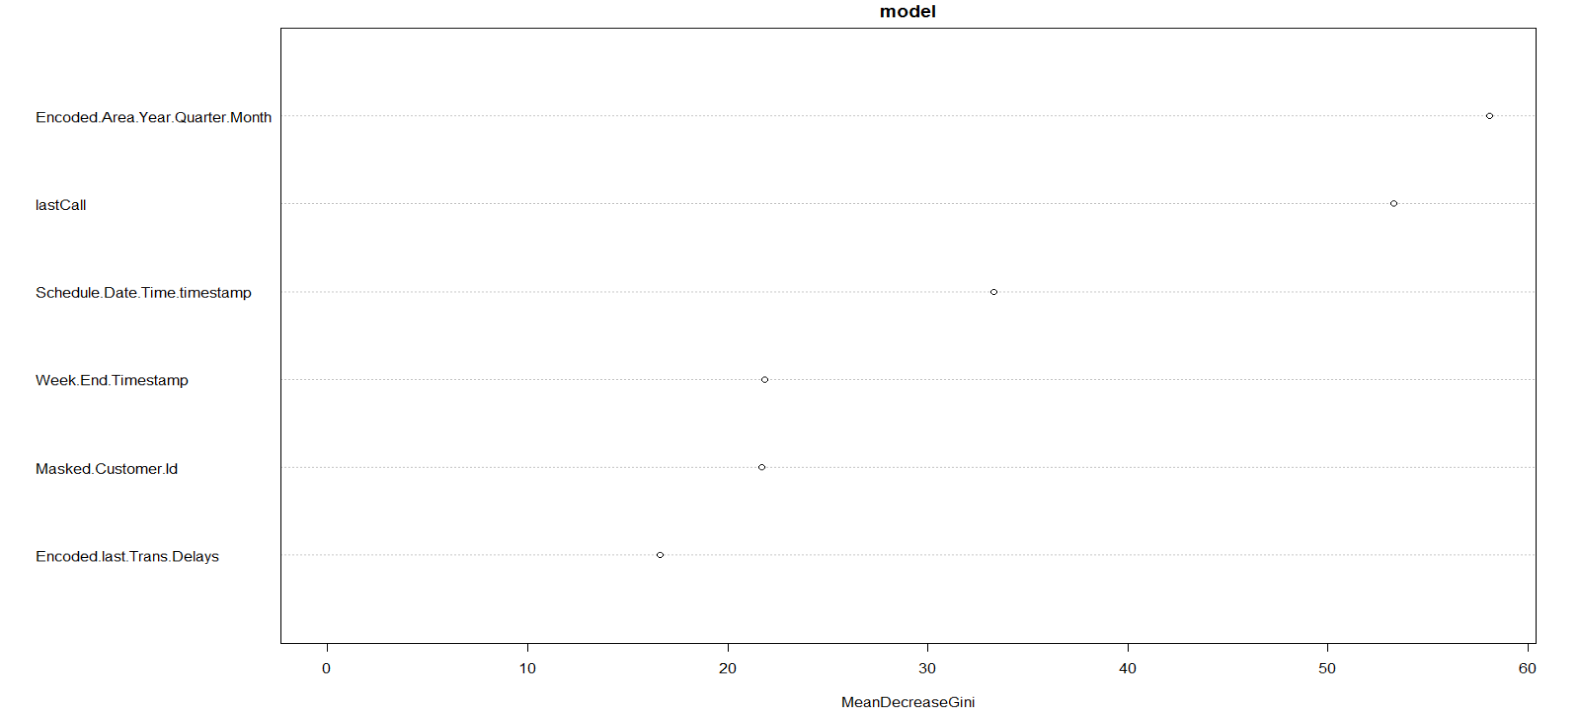 model
Encoded.Area.Year.Quarter.Month
lastCall
Schedule.Date.Time.timestamp
Week.End.Timestamp
Masked.Customer.Id
Encoded.last.Trans.Delays
0 10 20 30 40 50 60
MeanDecreaseGini